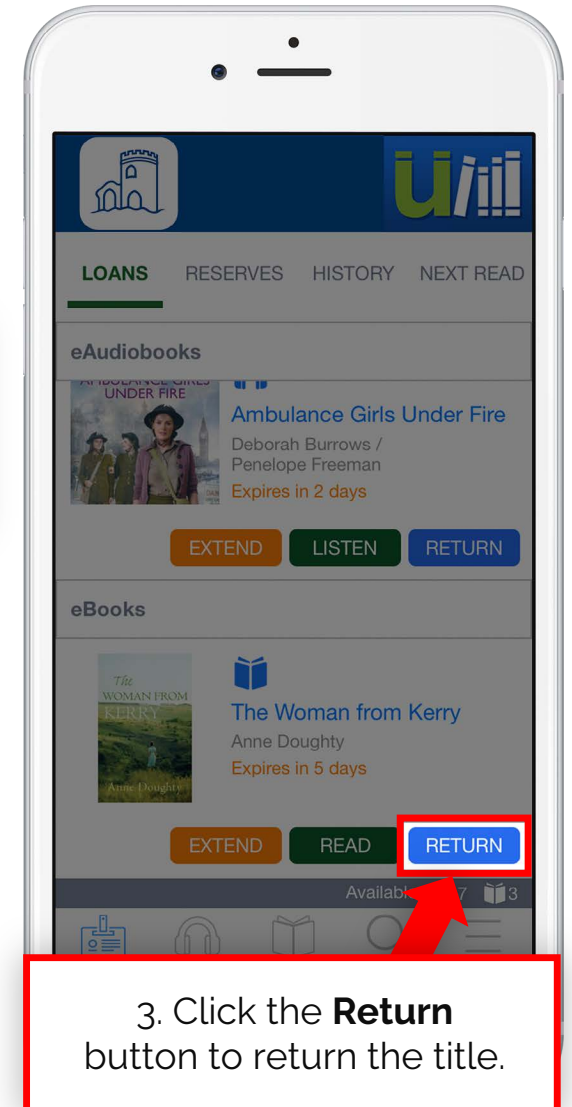 LOANS RESERVES HISTORY NEXT READ
eAudiobooks
UNDER FIRE
Ambulance Girls Under Fire
Deborah Burrows /
Penelope Freeman
Expires in 2 days
EXTEND LISTEN RETURN
eBooks
The
WOMAN FROM
KERRY
Anne Doughty
The Woman from Kerry
Anne Doughty
Expires in 5 days
EXTEND READ RETURN
7 3
3. Click the Return
button to return the title.